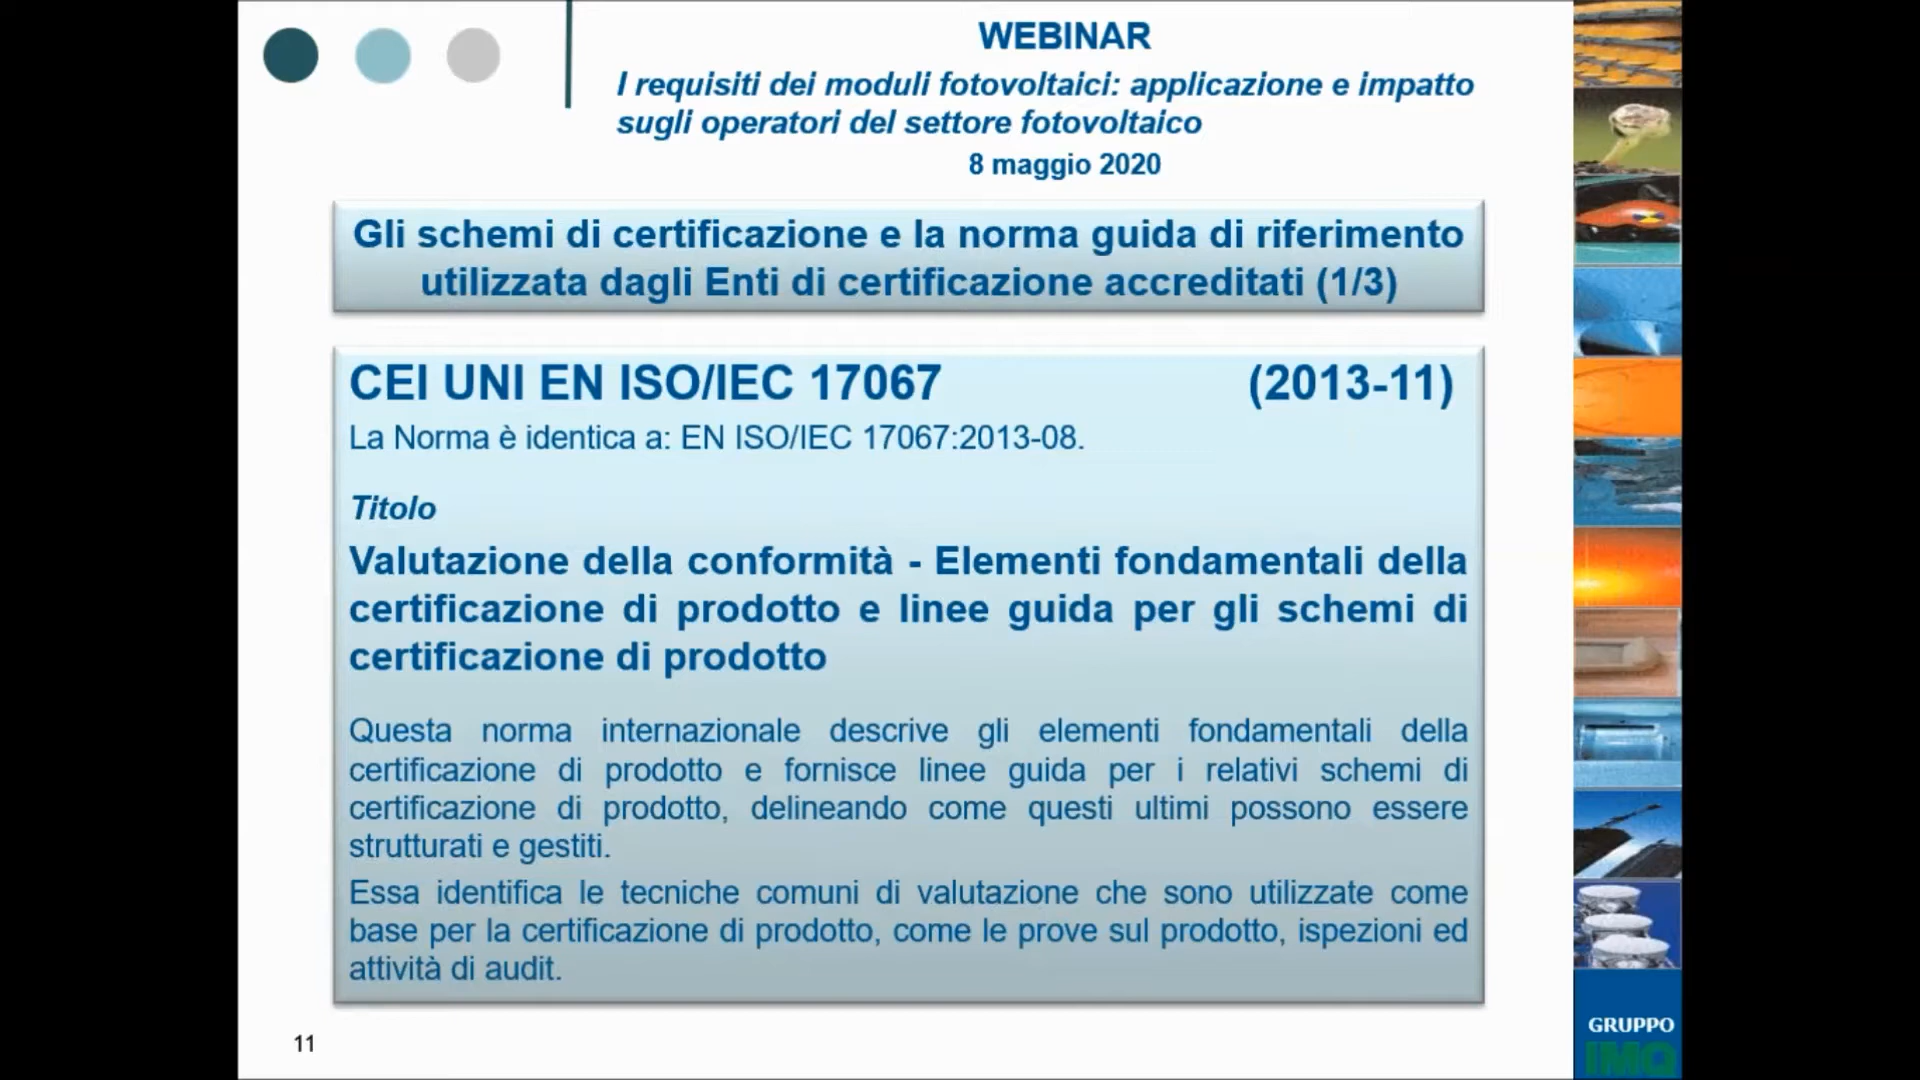 WEBINAR
I requisiti dei moduli fotovoltaici: applicazione e impatto
sugli operatori del settore fotovoltaico
8 maggio 2020
Gli schemi di certificazione e la norma guida di riferimento
utilizzata dagli Enti di certificazione accreditati (1/3)
CEI UNI EN ISO/IEC 17067 (2013-11)
La Norma è identica a: EN ISO/IEC 17067:2013-08.
Titolo
Valutazione della conformità - Elementi fondamentali della
certificazione di prodotto e linee guida per gli schemi di
certificazione di prodotto
Questa norma internazionale descrive gli elementi fondamentali della
certificazione di prodotto e fornisce linee guida per i relativi schemi di
certificazione di prodotto, delineando come questi ultimi possono essere
strutturati e gestiti.
Essa identifica le tecniche comuni di valutazione che sono utilizzate come
base per la certificazione di prodotto, come le prove sul prodotto, ispezioni ed
attività di audit.
11
GRUPPO
IMQ